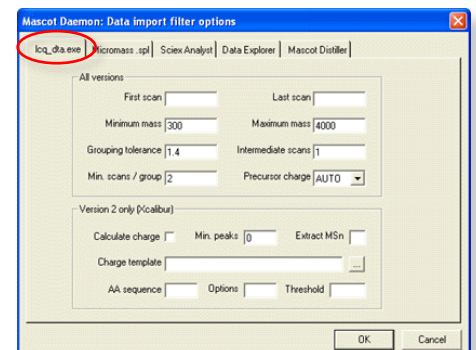 Mascot Daemon: Data import filter options
lcq_dta.exe Micromass .spl Sciex Analyst Data Explorer Mascot Distiller
All versions
First scan Last scan
Minimum mass 300 Maximum mass 4000
Grouping tolerance 1.4 Intermediate scans 1
Min. scans / group 2 Precursor charge AUTO
Version 2 only (Xcalibur)
Calculate charge Min. peaks 0 Extract MSn
Charge template ...
AA sequence Options Threshold
OK Cancel